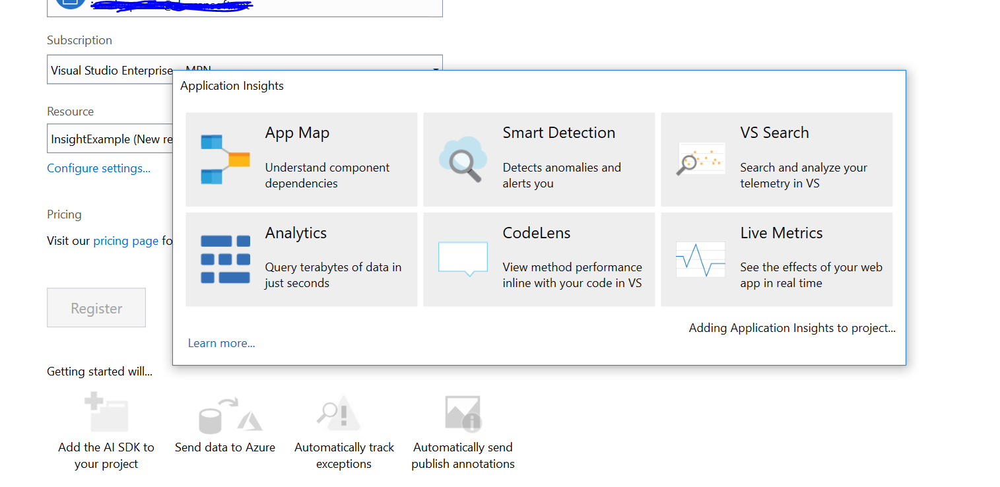 Subscription
Visual Studio Enterprise – MPN
Application Insights
Resource
InsightExample (New re
Configure settings...
Pricing
Visit our pricing page fo
Register
App Map
Understand component
dependencies
Smart Detection
Detects anomalies and
alerts you
VS Search
Search and analyze your
telemetry in VS
Analytics
Query terabytes of data in
just seconds
CodeLens
View method performance
inline with your code in VS
Live Metrics
See the effects of your web
app in real time
Adding Application Insights to project...
Learn more...
Getting started will...
Add the AI SDK to
your project
Send data to Azure
Automatically track
exceptions
Automatically send
publish annotations